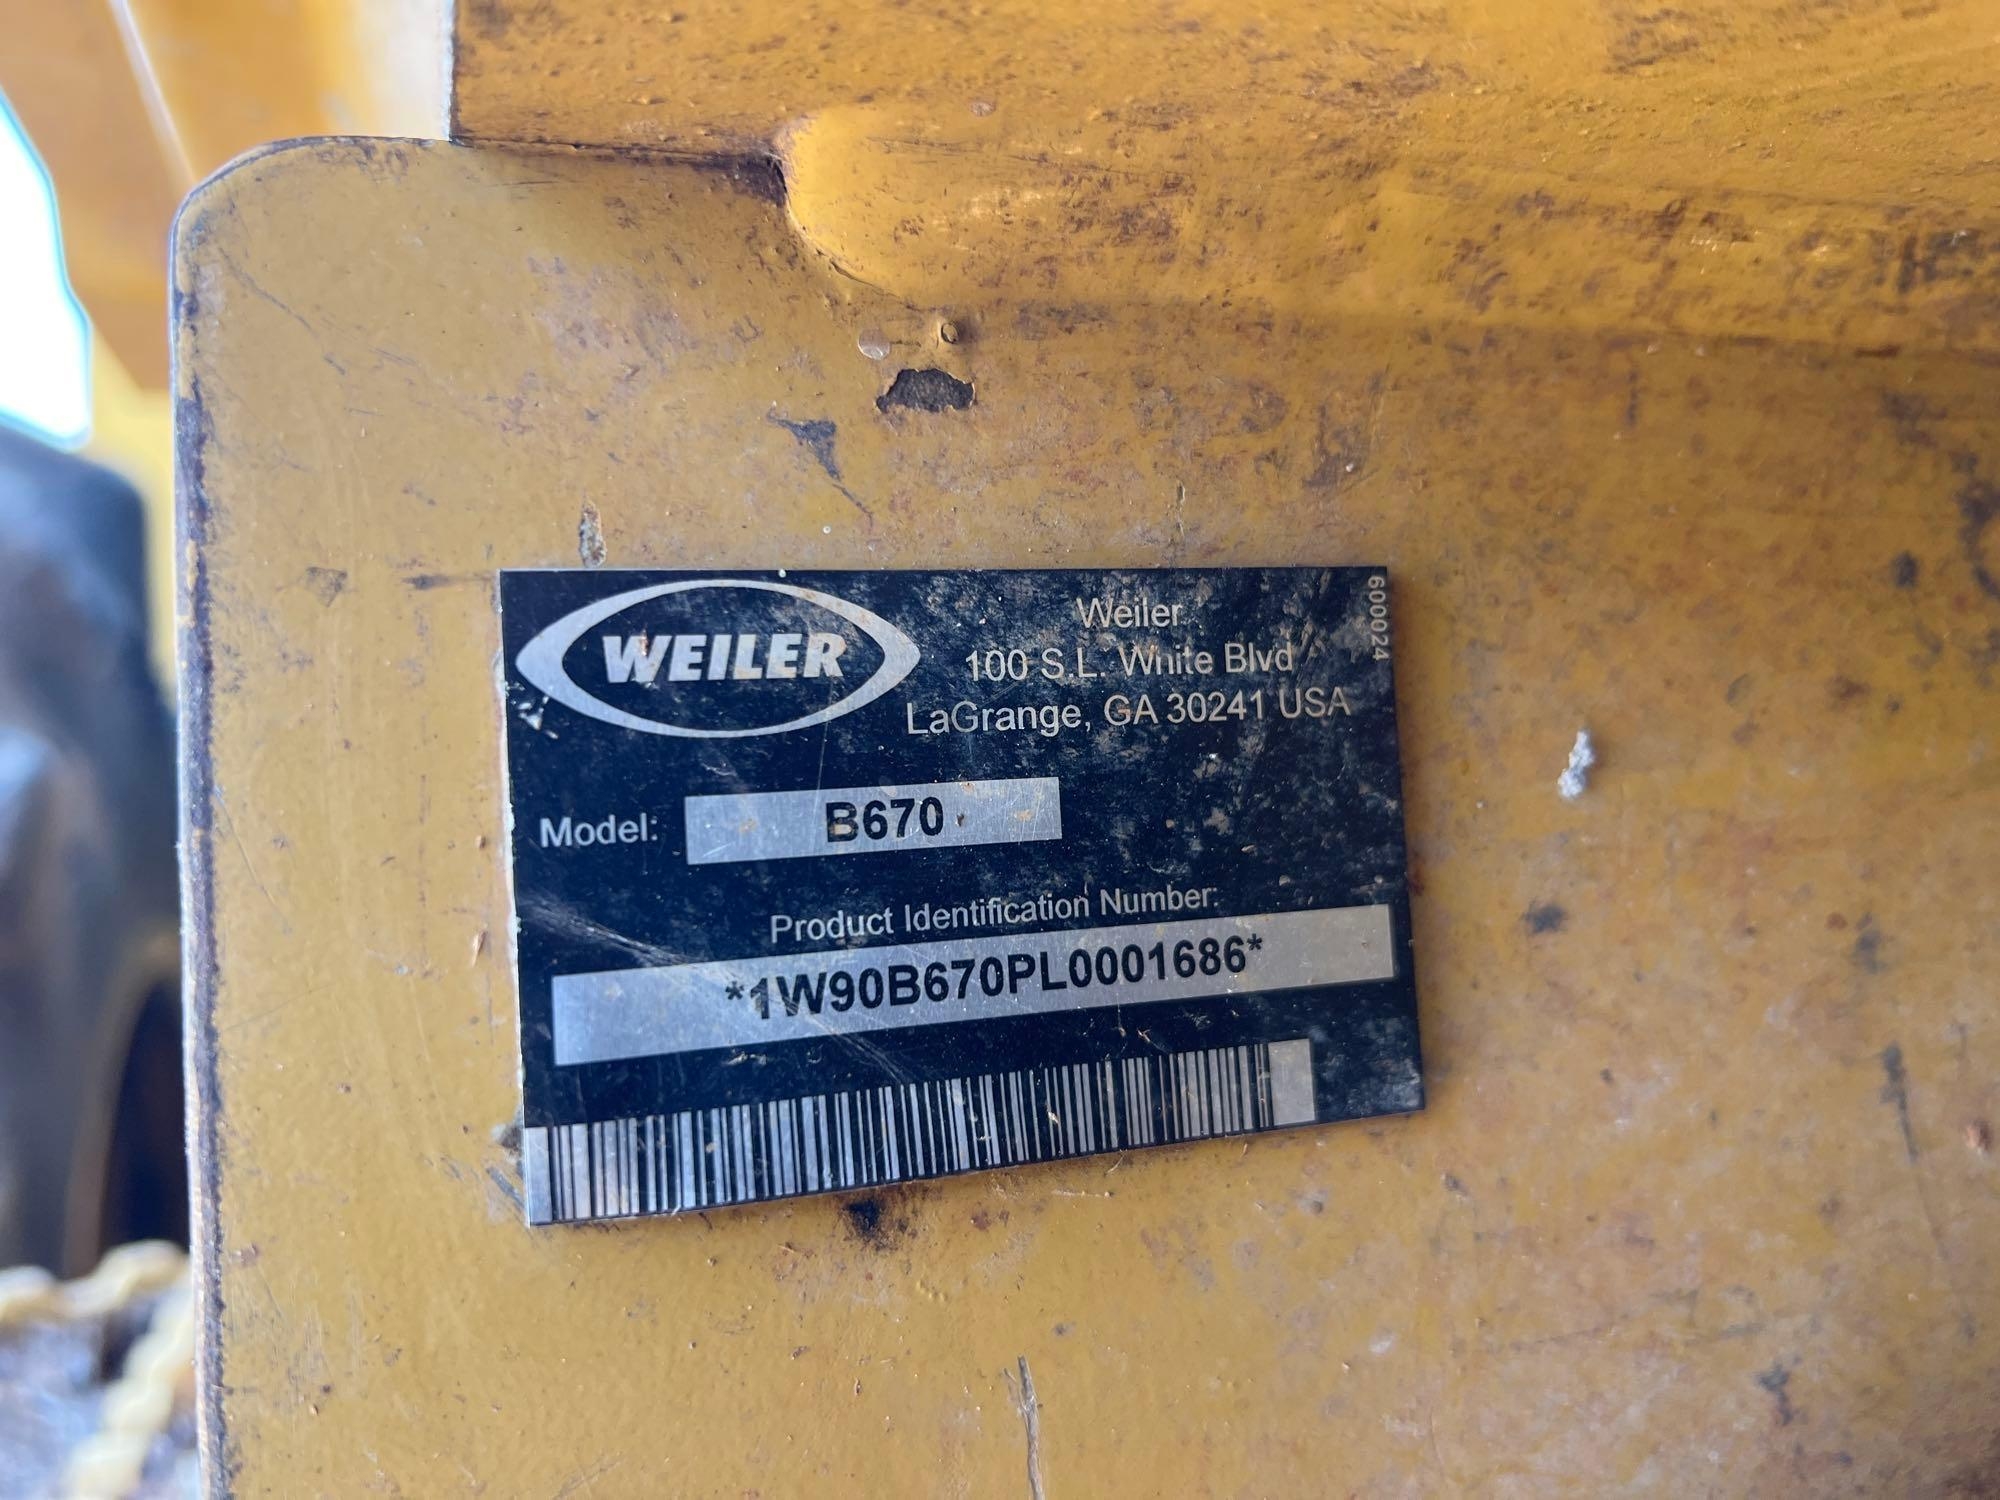 WEILER
Weiler
100 S.L. White Blvd
LaGrange, GA 30241 USA
600024
Model: B670
Product Identification Number:
*1W90B670PL0001686*